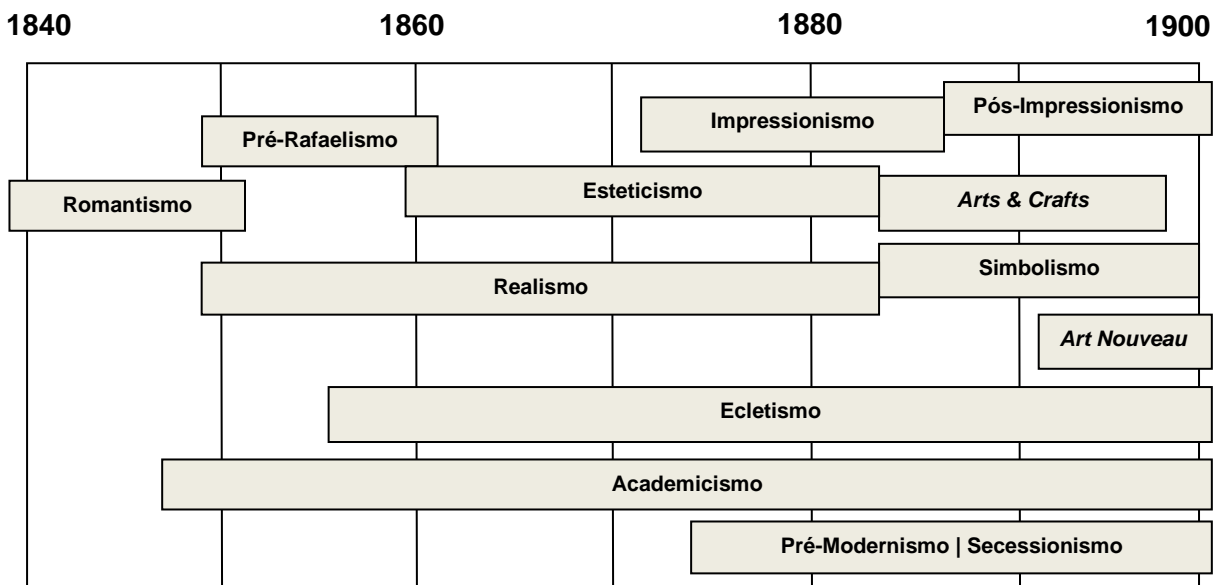 1840 1860 1880 1900
Pós-Impressionismo
Impressionismo
Pré-Rafaelismo
Esteticismo
Arts & Crafts
Romantismo
Simbolismo
Realismo
Art Nouveau
Ecletismo
Academicismo
Pré-Modernismo | Secessionismo